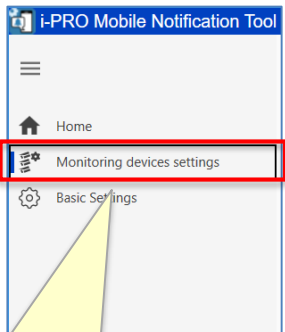 i-PRO Mobile Notification Tool
Home
Monitoring devices settings
Basic Settings